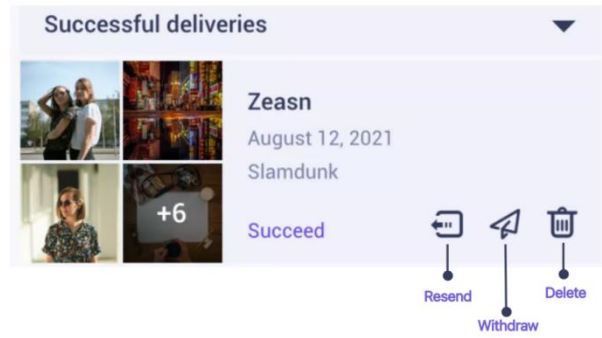 Successful deliveries
Zeasn
August 12, 2021
Slamdunk
+6
Succeed
Resend
Delete
Withdraw